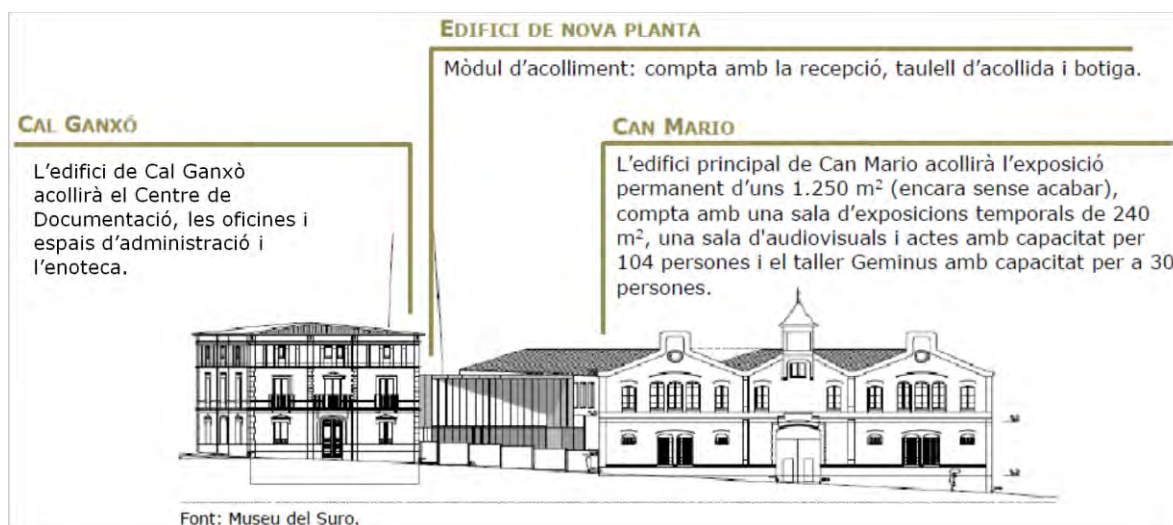 EDIFICI DE NOVA PLANTA
Mòdul d'acolliment: compta amb la recepció, taulell d'acollida i botiga.
CAL GANXÓ
L'edifici de Cal Ganxò
acollirà el Centre de
Documentació, les oficines i
espais d'administració i
l'enoteca.
CAN MARIO
L'edifici principal de Can Mario acollirà l'exposició
permanent d'uns 1.250 m² (encara sense acabar),
compta amb una sala d'exposicions temporals de 240
m², una sala d'audiovisuals i actes amb capacitat per
104 persones i el taller Geminus amb capacitat per a 30
persones.
Font: Museu del Suro.